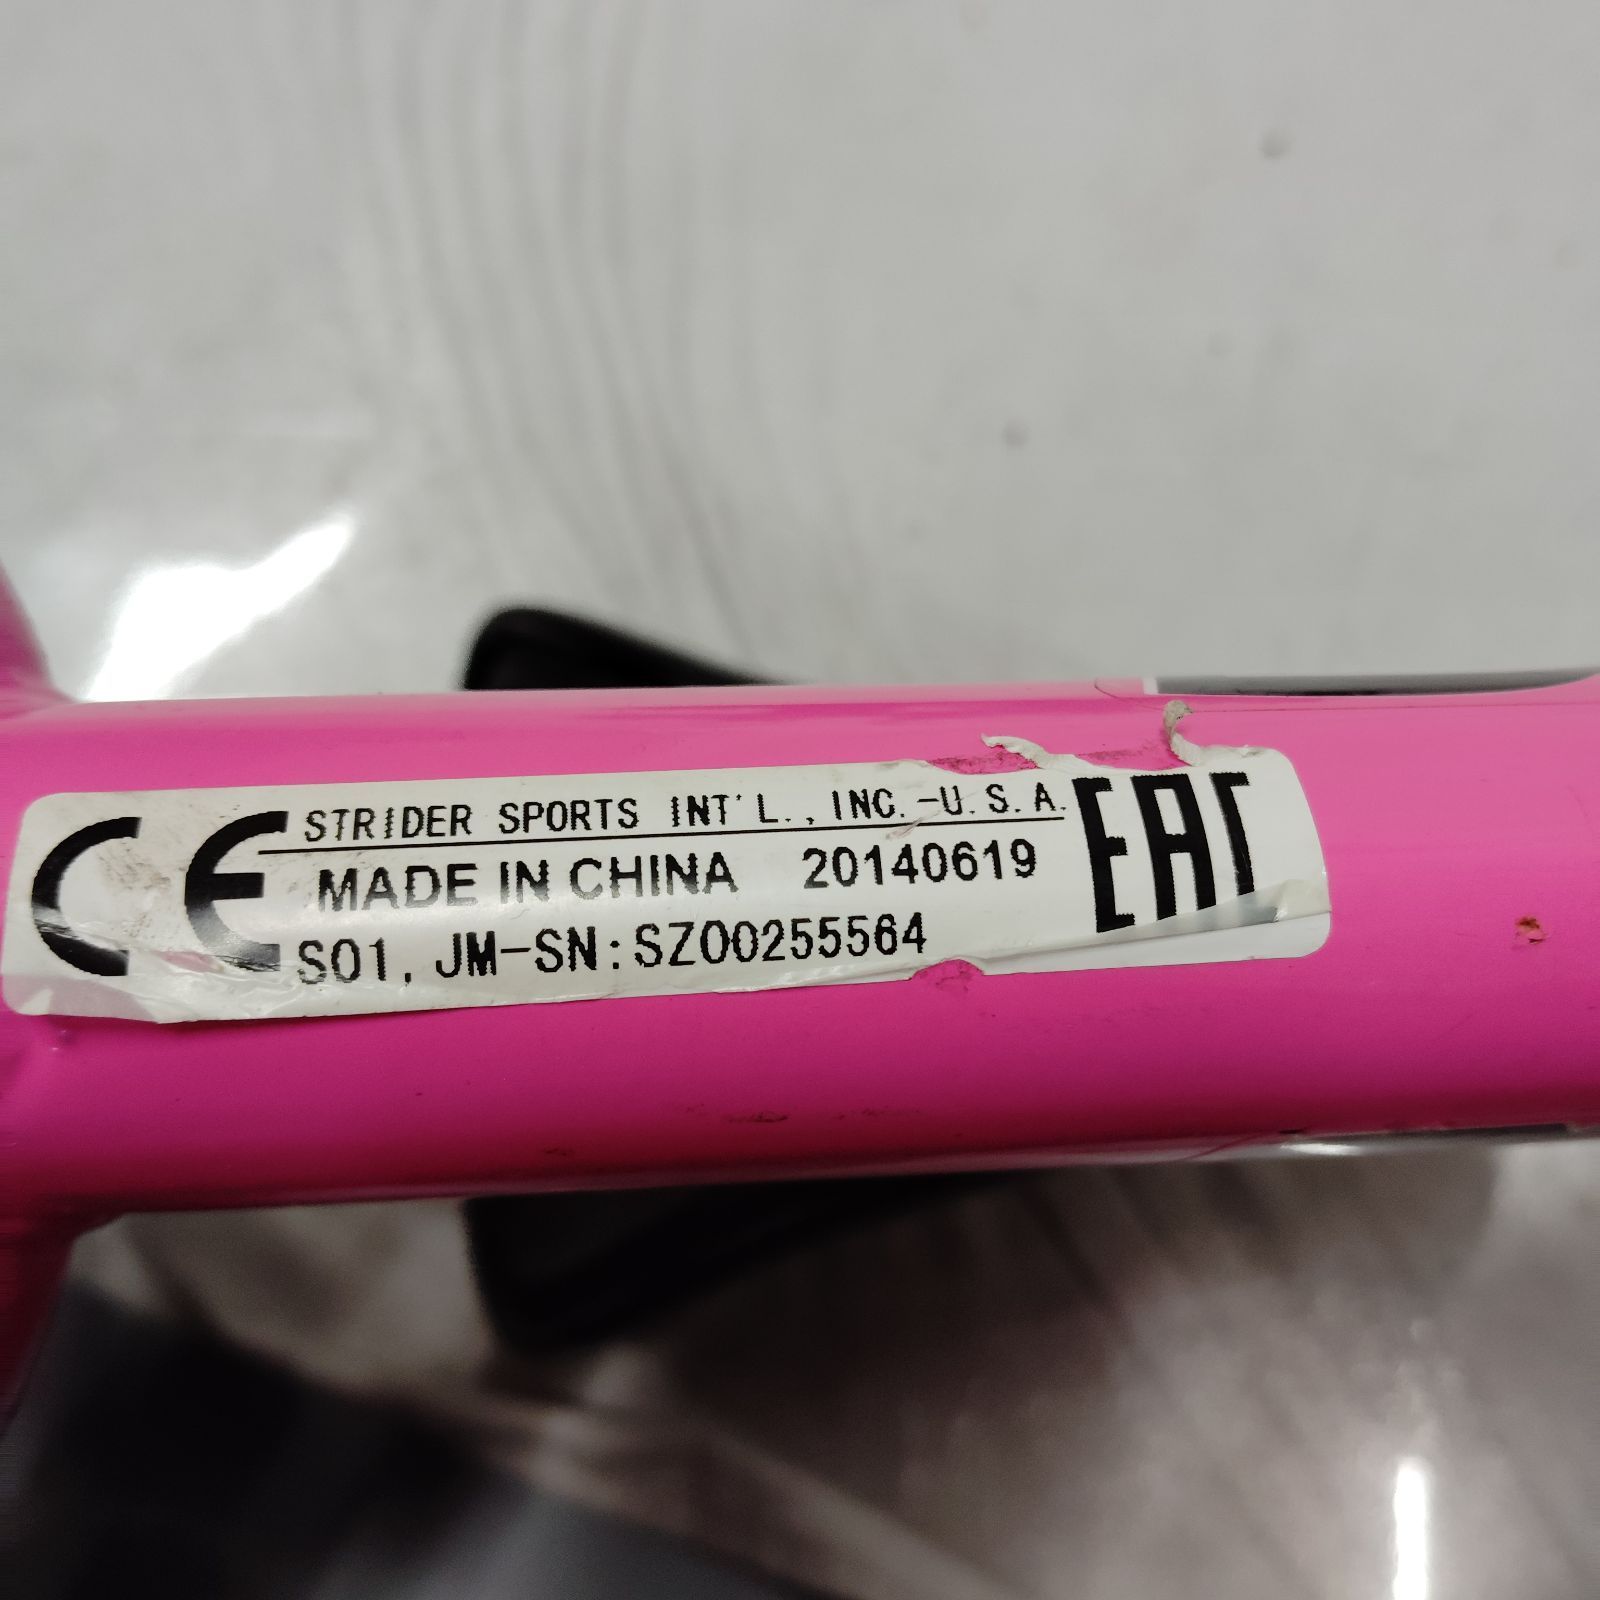 CE
STRIDER SPORTS INT'L., INC.-U.S.A.
MADE IN CHINA 20140619
S01, JM-SN:SZ00255564
EAC